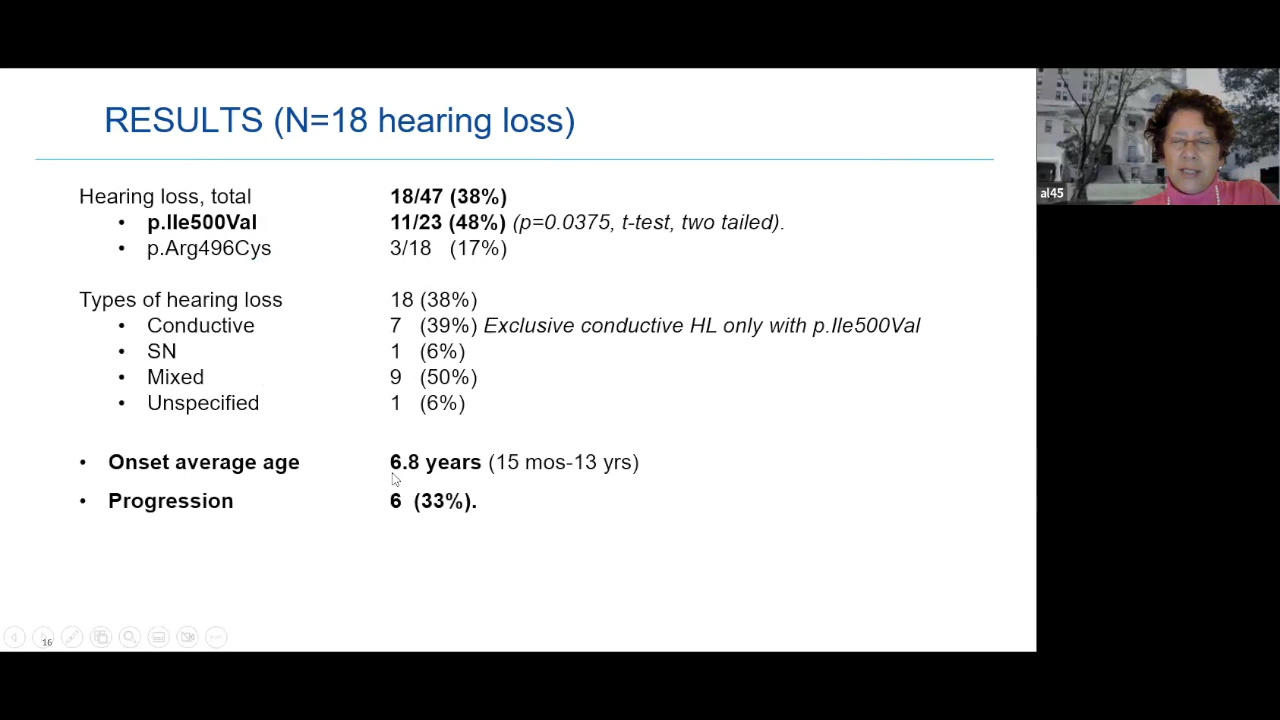 RESULTS (N=18 hearing loss)
al45
Hearing loss, total 18/47 (38%)
• p.Ile500Val 11/23 (48%) (p=0.0375, t-test, two tailed).
• p.Arg496Cys 3/18 (17%)
Types of hearing loss 18 (38%)
• Conductive 7 (39%) Exclusive conductive HL only with p.Ile500Val
• SN 1 (6%)
• Mixed 9 (50%)
• Unspecified 1 (6%)
• Onset average age 6.8 years (15 mos-13 yrs)
• Progression 6 (33%).
16